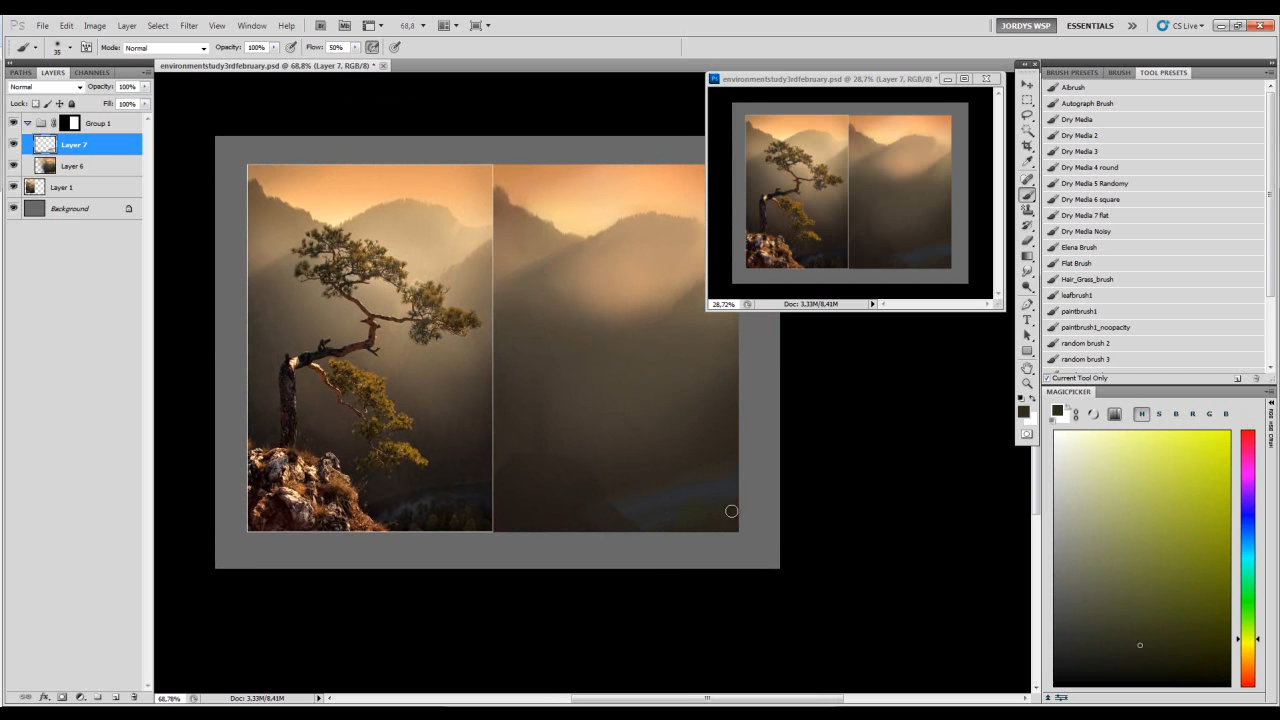 Ps File Edit Image Layer Select Filter Analysis View Window Help Br Mb 68,8 JORDYS WSP ESSENTIALS CS Live
35 Mode: Normal Opacity: 100% Flow: 50%
PATHS LAYERS CHANNELS
Normal Opacity: 100%
Lock: Fill: 100%
Group 1
Layer 7
Layer 6
Layer 1
Background
environmentstudy3rdfebruary.psd @ 68,8% (Layer 7, RGB/8) *
environmentstudy3rdfebruary.psd @ 28,7% (Layer 7, RGB/8) *
28,72% Doc: 3,33M/8,41M
68,78% Doc: 3,33M/8,41M
BRUSH PRESETS BRUSH TOOL PRESETS
Aibrush
Autograph Brush
Dry Media
Dry Media 2
Dry Media 3
Dry Media 4 round
Dry Media 5 Randomy
Dry Media 6 square
Dry Media 7 flat
Dry Media Noisy
Elena Brush
Flat Brush
Hair_Grass_brush
leafbrush1
paintbrush1
paintbrush1_noopacity
random brush 2
random brush 3
Current Tool Only
MAGICPICKER
H S B R G B